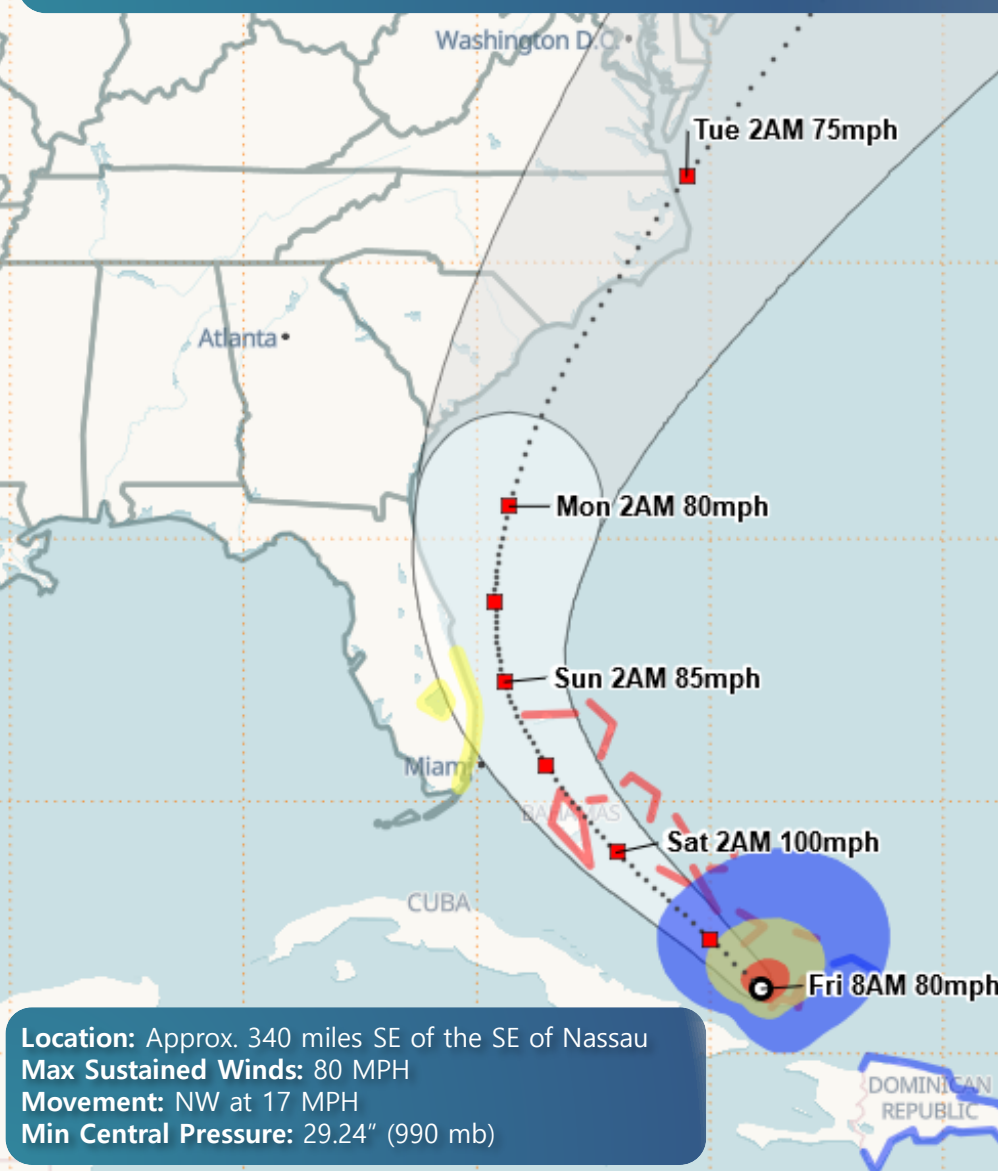 Washington D.C.
Tue 2AM 75mph
Atlanta
Mon 2AM 80mph
Sun 2AM 85mph
Miami
BAHAMAS
Sat 2AM 100mph
CUBA
Fri 8AM 80mph
Location: Approx. 340 miles SE of the SE of Nassau
Max Sustained Winds: 80 MPH
Movement: NW at 17 MPH
Min Central Pressure: 29.24” (990 mb)
DOMINICAN
REPUBLIC